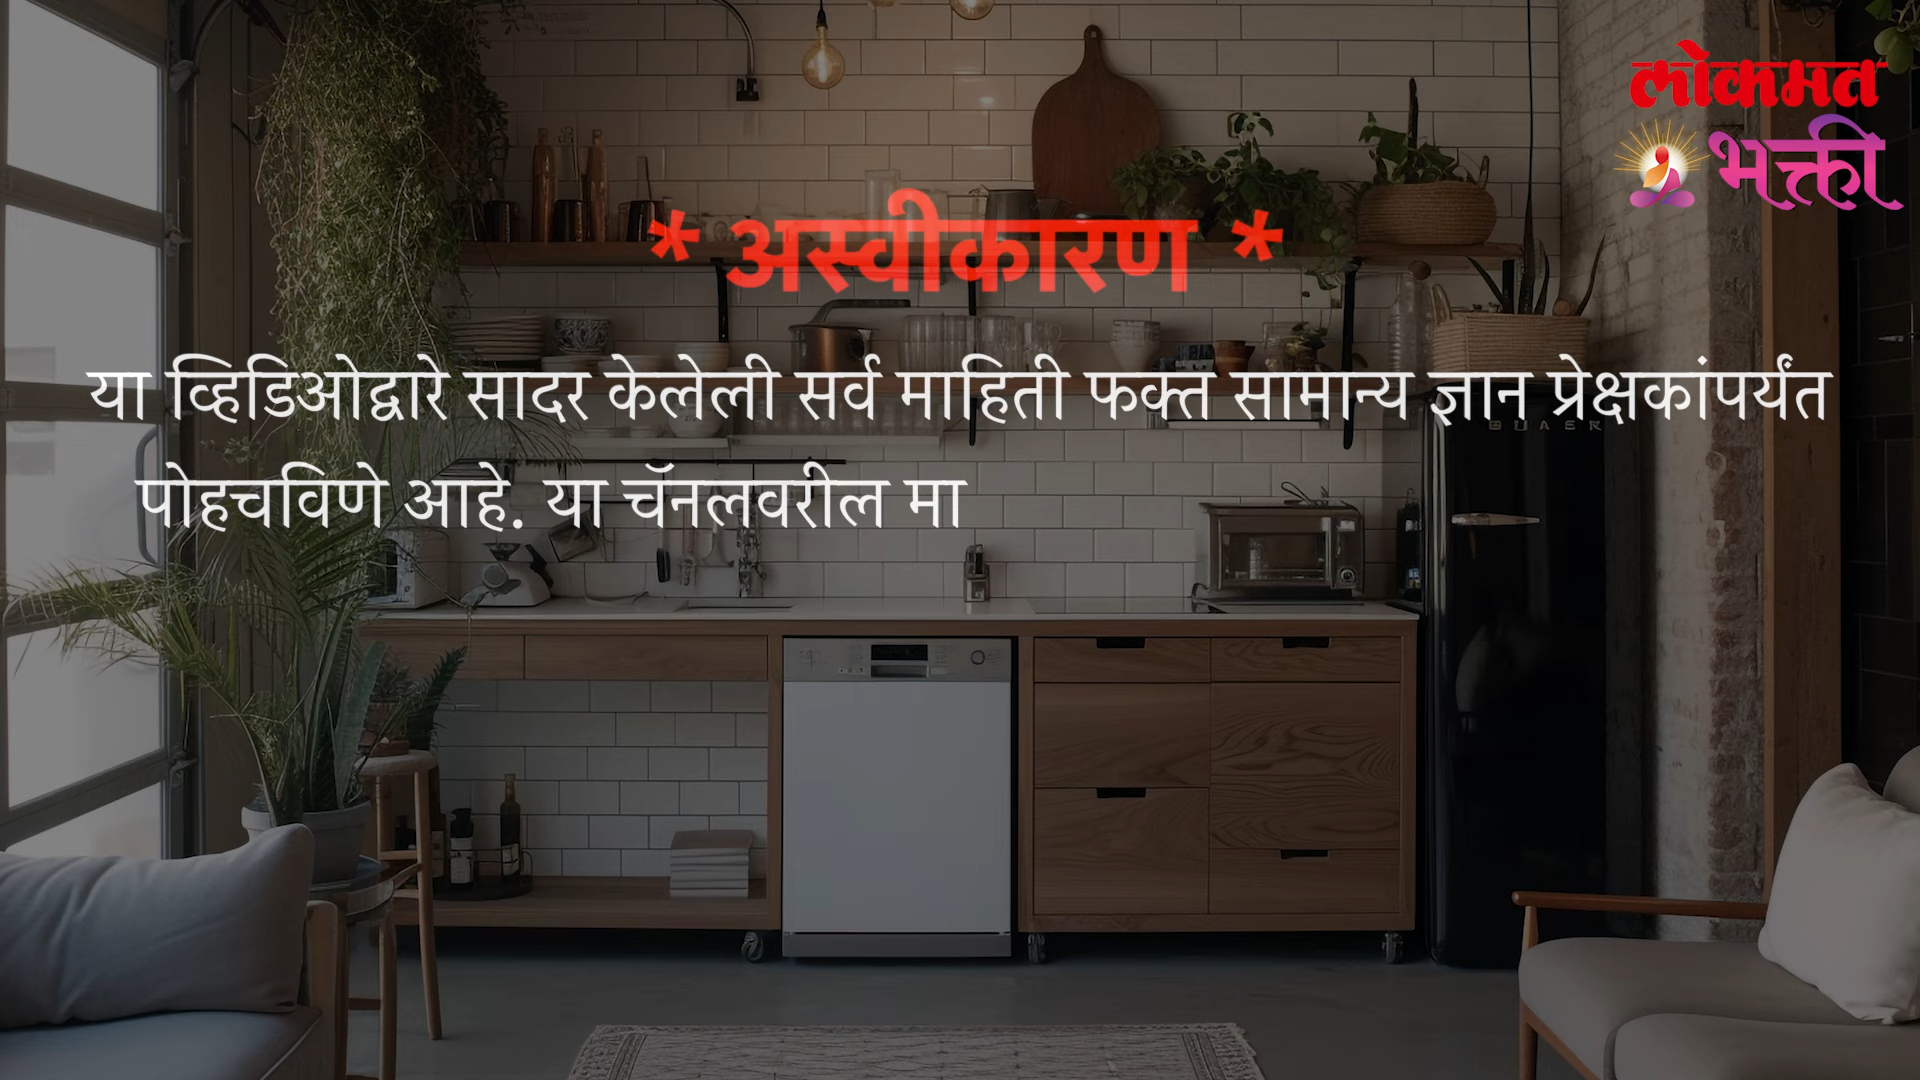 लोकमत
भक्ती
* अस्वीकारण *
या व्हिडिओद्वारे सादर केलेली सर्व माहिती फक्त सामान्य ज्ञान प्रेक्षकांपर्यंत
पोहचविणे आहे. या चॅनलवरील मा